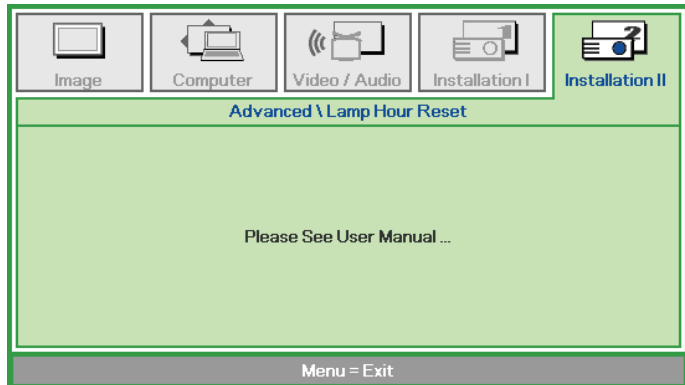 Image Computer Video / Audio Installation I Installation II
Advanced \ Lamp Hour Reset
Please See User Manual ...
Menu = Exit